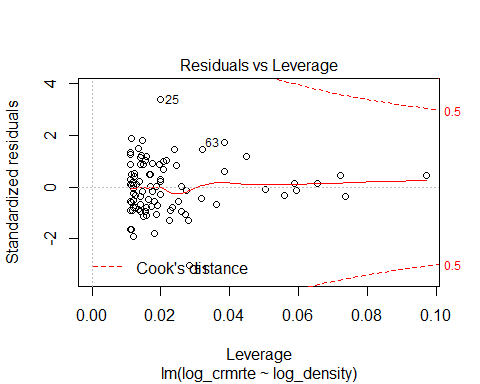 Residuals vs Leverage
Standardized residuals
4
2
0
-2
25
63
0.5
0.5
Cook's distance
0.00
0.02
0.04
0.06
0.08
0.10
Leverage
lm(log_crmrte ~ log_density)